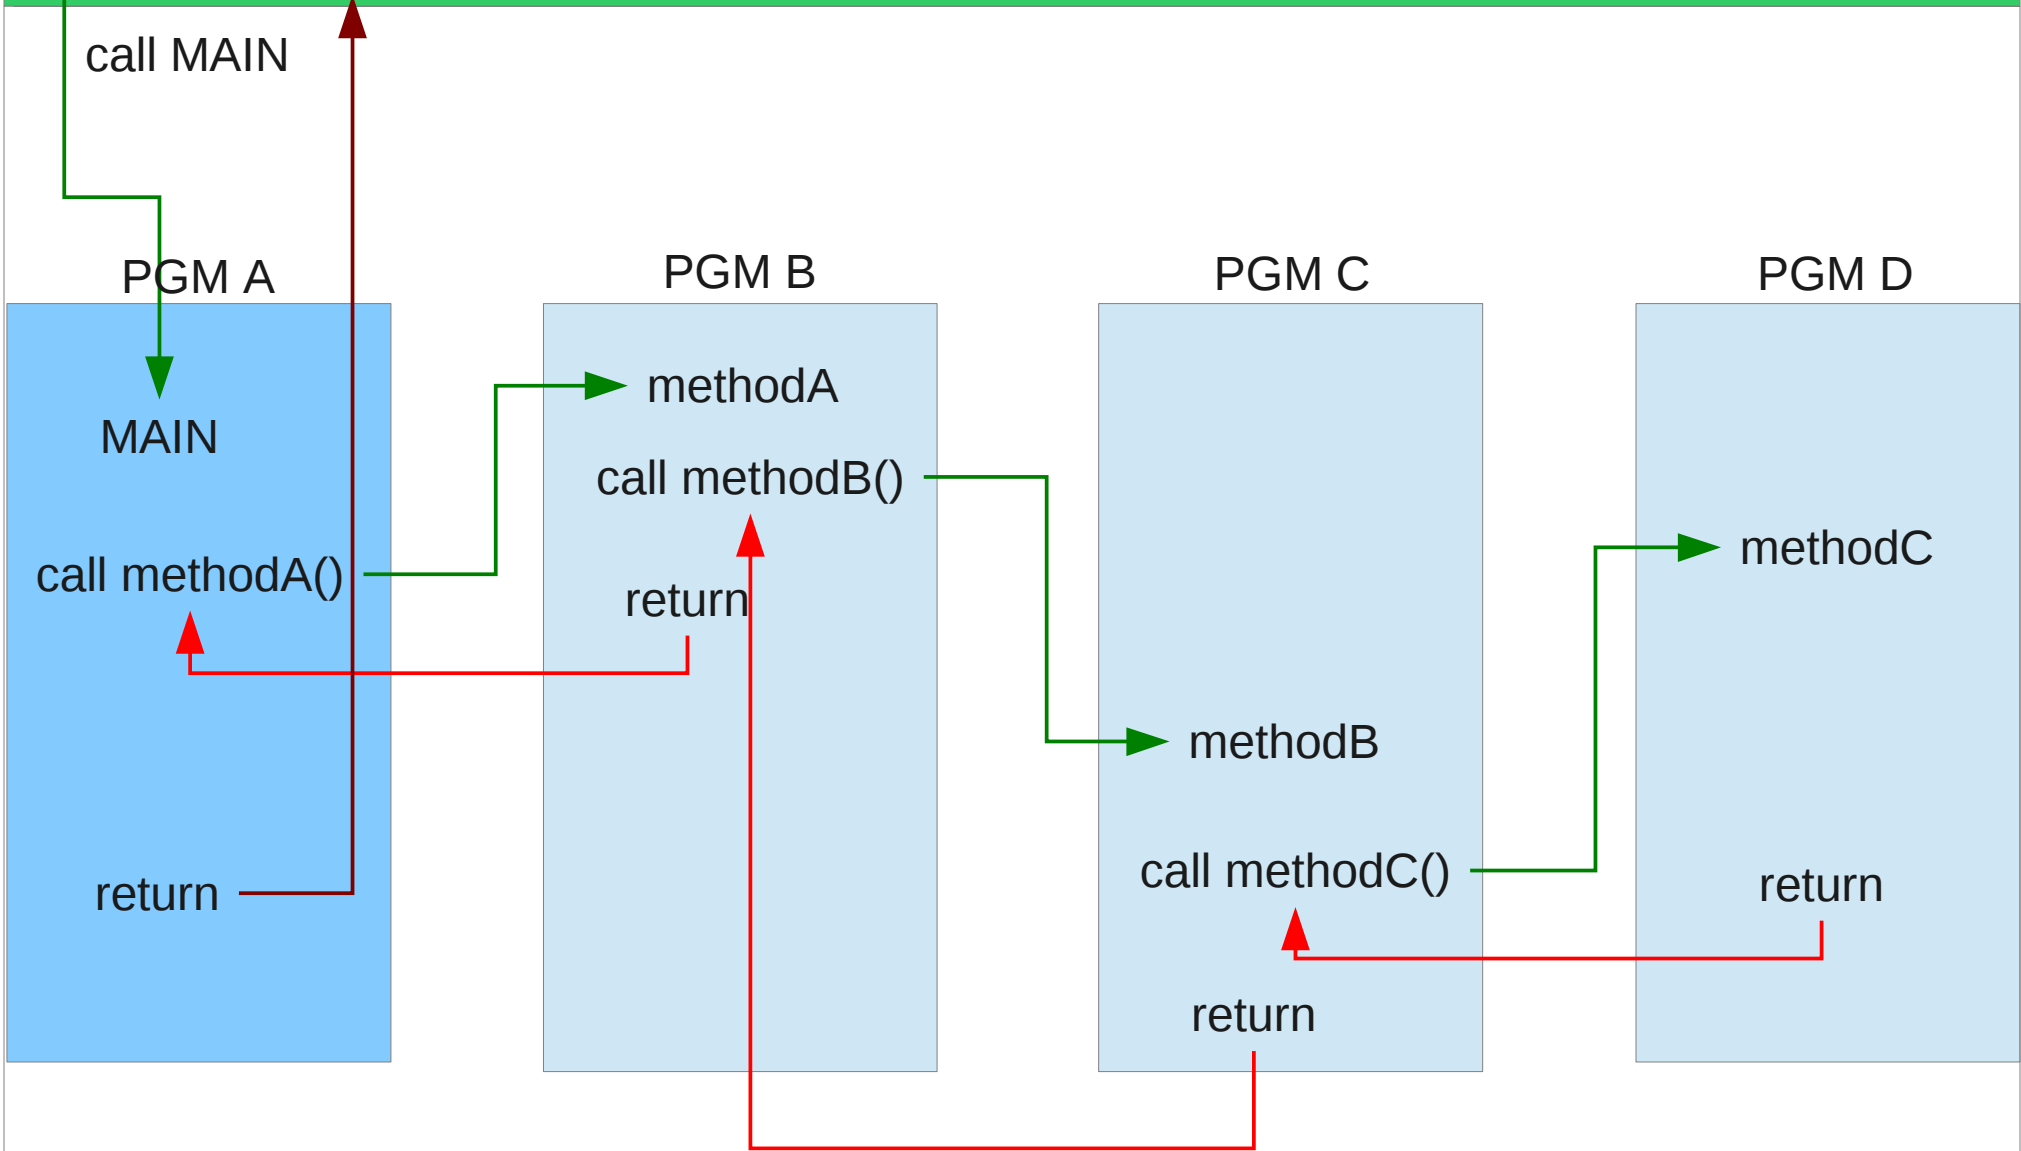 call MAIN
PGM A
MAIN
call methodA()
return
PGM B
methodA
call methodB()
return
PGM C
methodB
call methodC()
return
PGM D
methodC
return